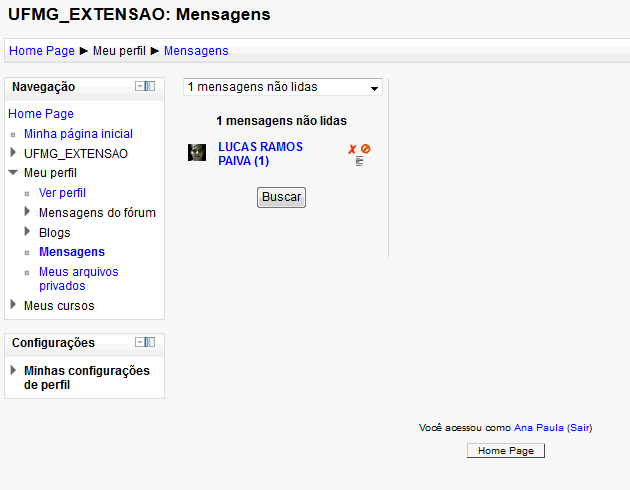 UFMG_EXTENSAO: Mensagens
Home Page ► Meu perfil ► Mensagens
Navegação
Home Page
Minha página inicial
UFMG_EXTENSAO
Meu perfil
Ver perfil
Mensagens do fórum
Blogs
Mensagens
Meus arquivos
privados
Meus cursos
Configurações
Minhas configurações
de perfil
1 mensagens não lidas
1 mensagens não lidas
LUCAS RAMOS
PAIVA (1)
Buscar
Você acessou como Ana Paula (Sair)
Home Page